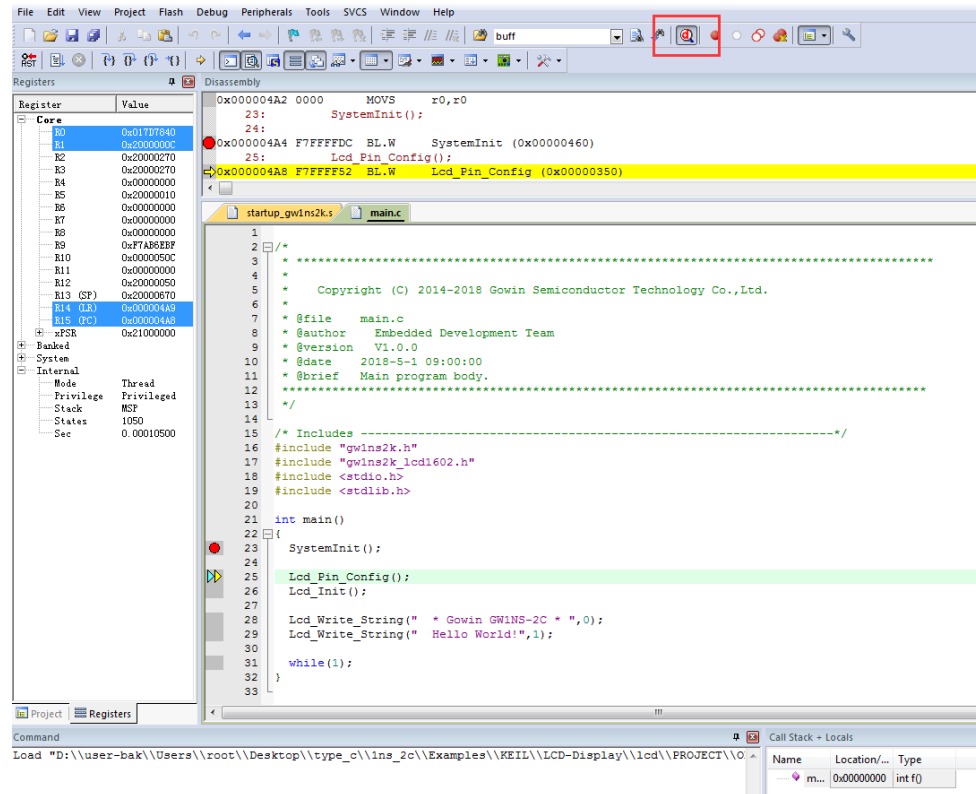 File Edit View Project Flash Debug Peripherals Tools SVCS Window Help
buff
Registers
Register Value
Core
R0 0x017D7840
R1 0x2000000C
R2 0x20000270
R3 0x20000270
R4 0x00000000
R5 0x20000010
R6 0x00000000
R7 0x00000000
R8 0x00000000
R9 0xF7AB6EBF
R10 0x0000050C
R11 0x00000000
R12 0x20000050
R13 (SP) 0x20000670
R14 (LR) 0x000004A9
R15 (PC) 0x000004A8
xPSR 0x21000000
Banked
System
Internal
Mode Thread
Privilege Privileged
Stack MSP
States 1050
Sec 0.00010500
Project Registers
Disassembly
0x000004A2 0000 MOVS r0,r0
23: SystemInit();
24:
0x000004A4 F7FFFFDC BL.W SystemInit (0x00000460)
25: Lcd_Pin_Config();
0x000004A8 F7FFFF52 BL.W Lcd_Pin_Config (0x00000350)
startup_gw1ns2k.s main.c
1
2 /*
3 * ******************************************************************************************
4 *
5 * Copyright (C) 2014-2018 Gowin Semiconductor Technology Co.,Ltd.
6 *
7 * @file main.c
8 * @author Embedded Development Team
9 * @version V1.0.0
10 * @date 2018-5-1 09:00:00
11 * @brief Main program body.
12 ******************************************************************************************
13 */
14
15 /* Includes ------------------------------------------------------------------*/
16 #include "gw1ns2k.h"
17 #include "gw1ns2k_lcd1602.h"
18 #include <stdio.h>
19 #include <stdlib.h>
20
21 int main()
22 {
23 SystemInit();
24
25 Lcd_Pin_Config();
26 Lcd_Init();
27
28 Lcd_Write_String("  * Gowin GW1NS-2C * ",0);
29 Lcd_Write_String("  Hello World!",1);
30
31 while(1);
32 }
33
Command
Load "D:\\user-bak\\Users\\root\\Desktop\\type_c\\1ns_2c\\Examples\\KEIL\\LCD-Display\\lcd\\PROJECT\\O
Call Stack + Locals
Name Location/... Type
m... 0x00000000 int f()